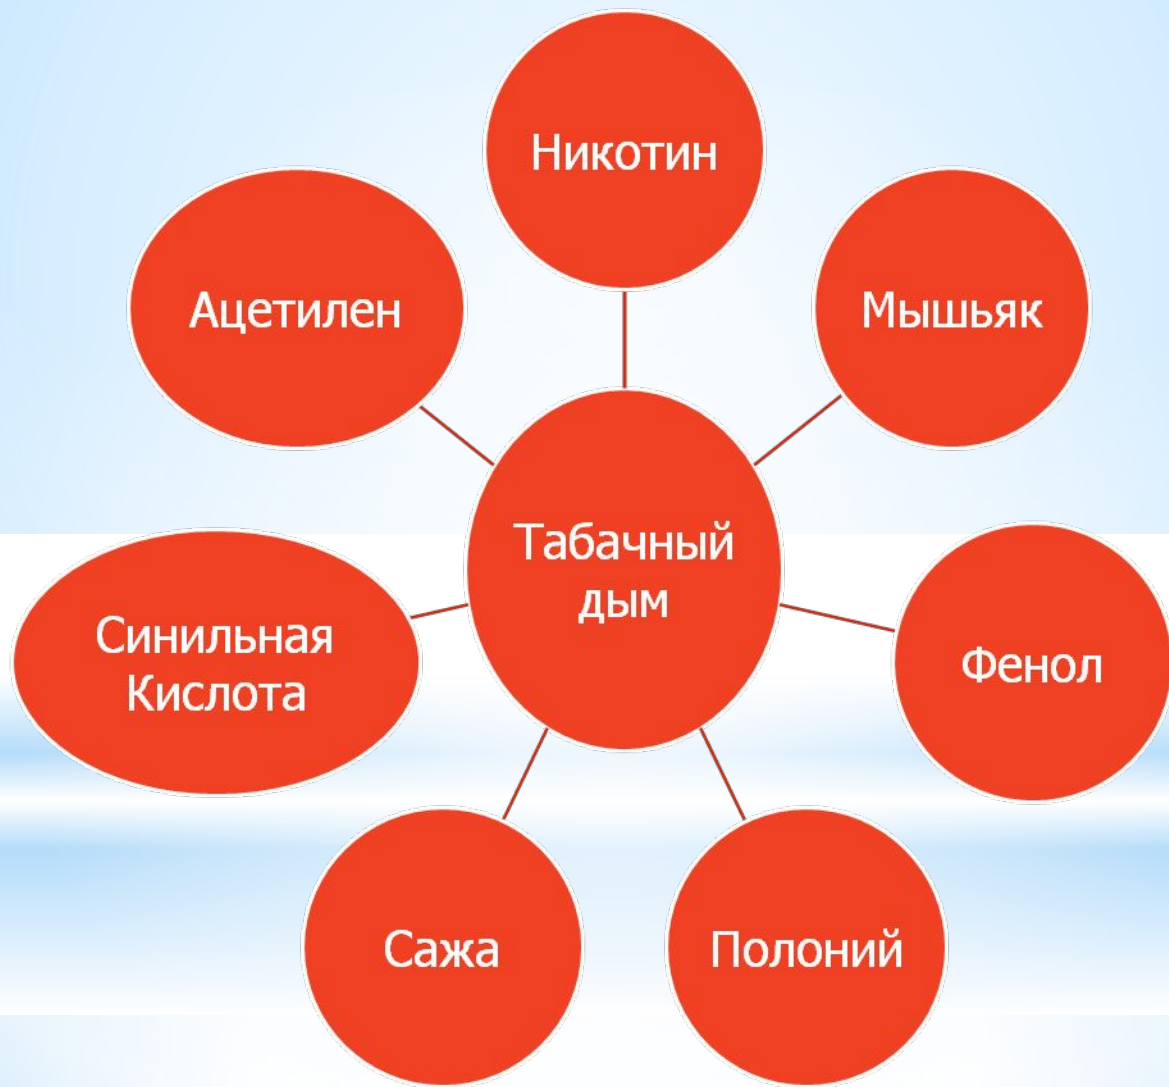 Никотин
Ацетилен
Мышьяк
Табачный
дым
Синильная
Кислота
Фенол
Сажа
Полоний